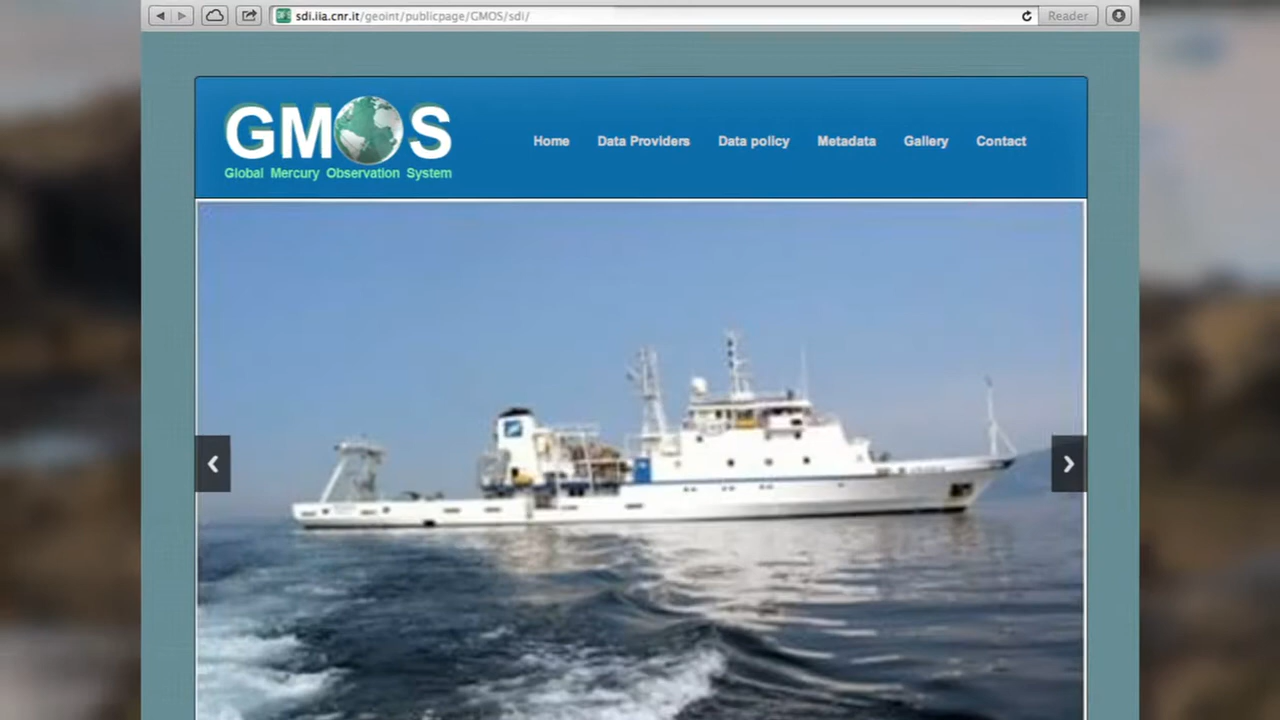 sdi.iia.cnr.it/geoint/publicpage/GMOS/sdi/
Reader
GMOS
Global Mercury Observation System
Home Data Providers Data policy Metadata Gallery Contact